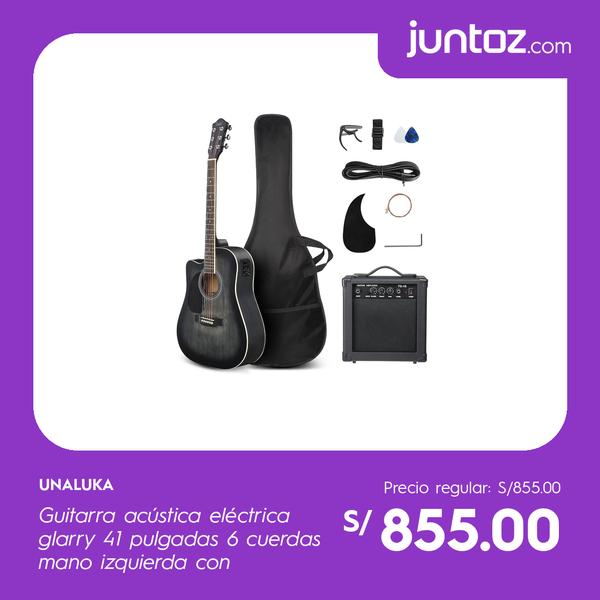 juntoz.com
UNALUKA
Guitarra acústica eléctrica
glarry 41 pulgadas 6 cuerdas
mano izquierda con
Precio regular: S/855.00
S/ 855.00